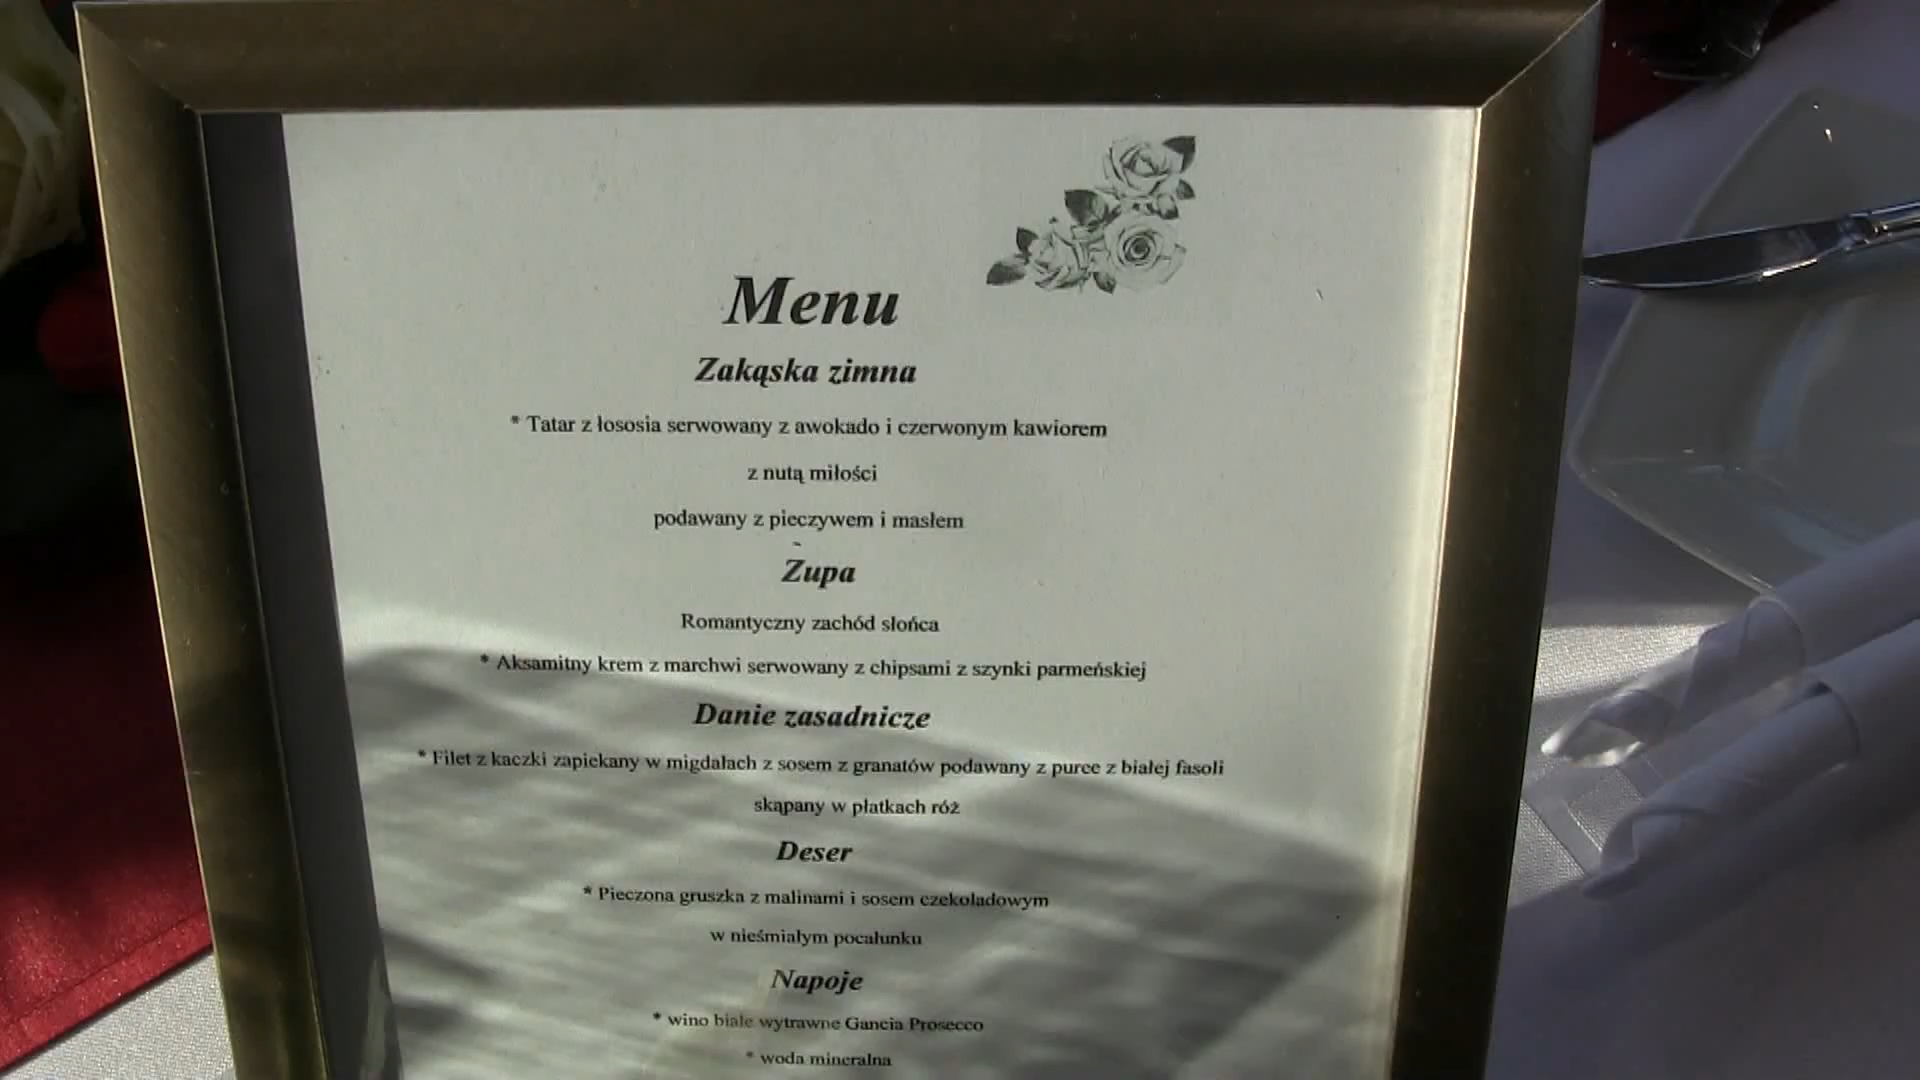 Menu
Zakąska zimna
* Tatar z łososia serwowany z awokado i czerwonym kawiorem
z nutą miłości
podawany z pieczywem i masłem
Zupa
Romantyczny zachód słońca
* Aksamitny krem z marchwi serwowany z chipsami z szynki parmeńskiej
Danie zasadnicze
* Filet z kaczki zapiekany w migdałach z sosem z granatów podawany z puree z białej fasoli
skąpany w płatkach róż
Deser
* Pieczona gruszka z malinami i sosem czekoladowym
w nieśmiałym pocałunku
Napoje
* wino białe wytrawne Gancia Prosecco
* woda mineralna